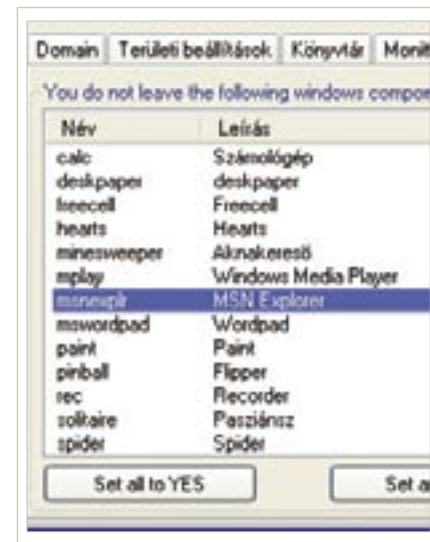 Domain Területi beállítások Könyvtár Monit
You do not leave the following windows compor
Név Leírás
calc Számológép
deskpaper deskpaper
freecell Freecell
hearts Hearts
minesweeper Aknakereső
mplay Windows Media Player
msnexplr MSN Explorer
mswordpad Wordpad
paint Paint
pinball Flipper
rec Recorder
solitaire Pasziánsz
spider Spider
Set all to YES Set a